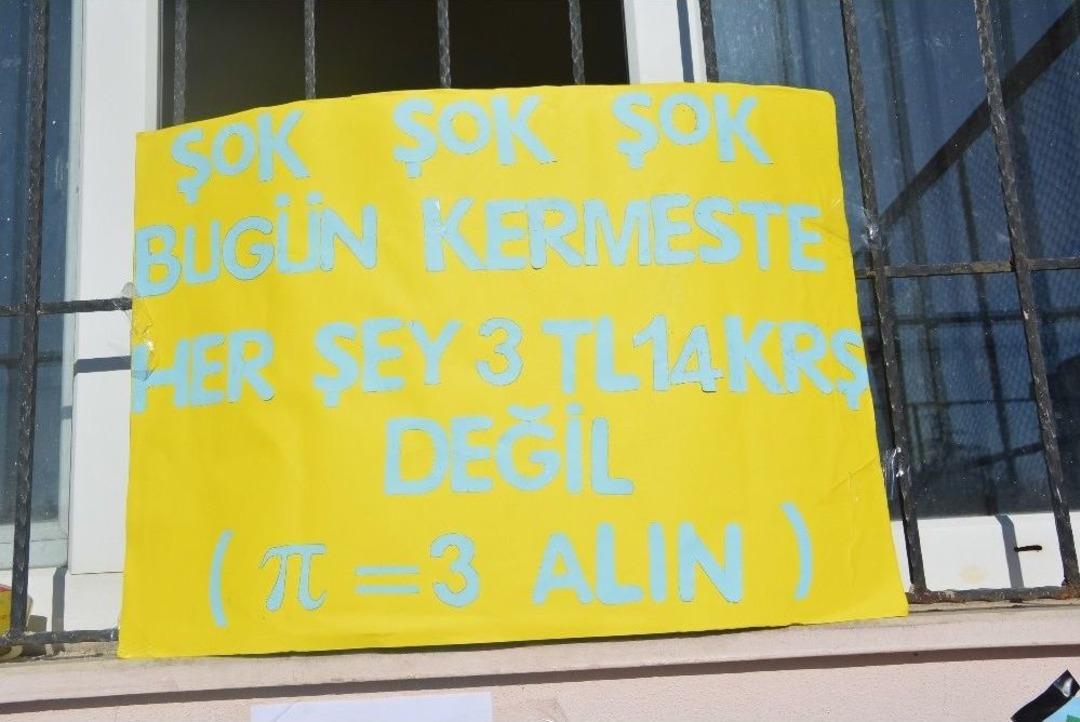 ŞOK ŞOK ŞOK
BUGÜN KERMESTE
HER ŞEY 3 TL 14 KRŞ
DEĞİL
( π = 3 ALIN )